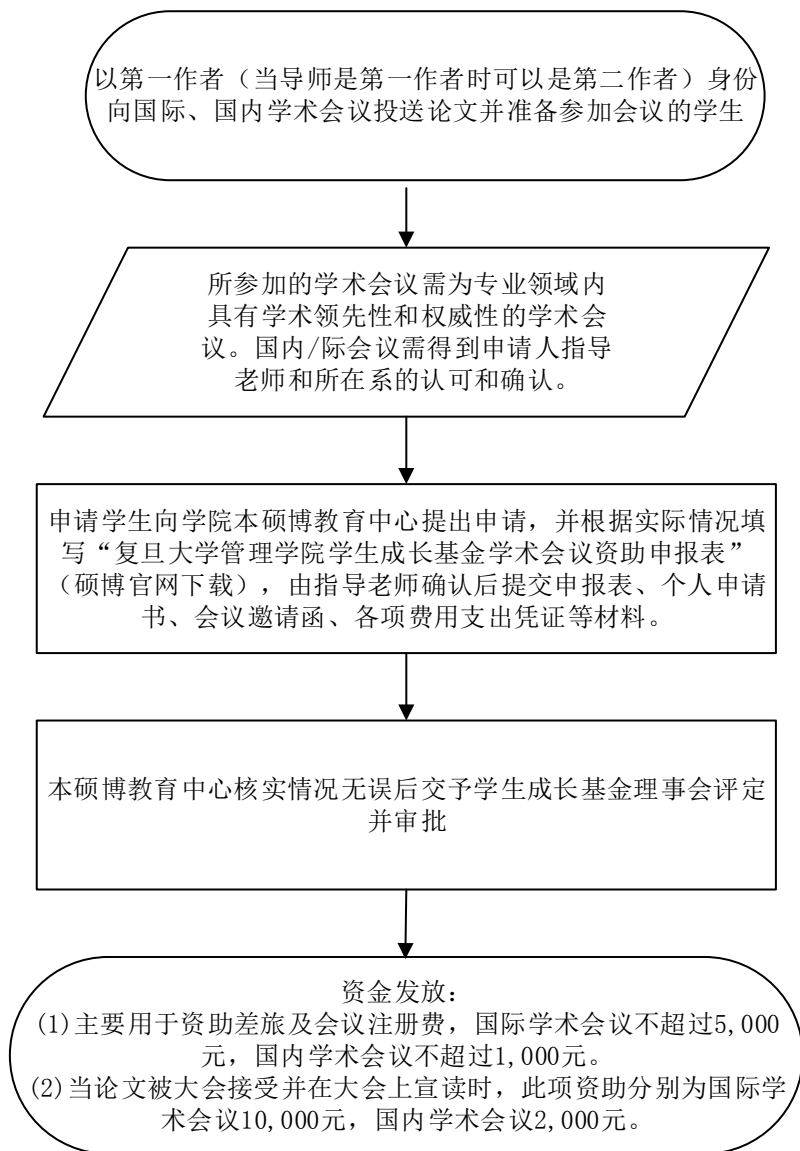 以第一作者（当导师是第一作者时可以是第二作者）身份
向国际、国内学术会议投送论文并准备参加会议的学生
所参加的学术会议需为专业领域内
具有学术领先性和权威性的学术会
议。国内/际会议需得到申请人指导
老师和所在系的认可和确认。
申请学生向学院本硕博教育中心提出申请，并根据实际情况填
写“复旦大学管理学院学生成长基金学术会议资助申报表”
（硕博官网下载），由指导老师确认后提交申报表、个人申请
书、会议邀请函、各项费用支出凭证等材料。
本硕博教育中心核实情况无误后交予学生成长基金理事会评定
并审批
资金发放：
(1)主要用于资助差旅及会议注册费，国际学术会议不超过5,000
元，国内学术会议不超过1,000元。
(2)当论文被大会接受并在大会上宣读时，此项资助分别为国际学
术会议10,000元，国内学术会议2,000元。